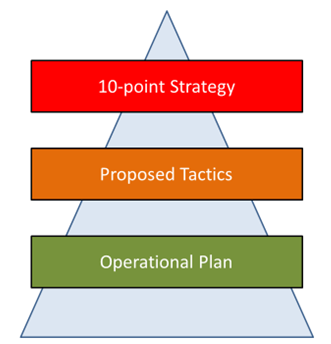 10-point Strategy
Proposed Tactics
Operational Plan